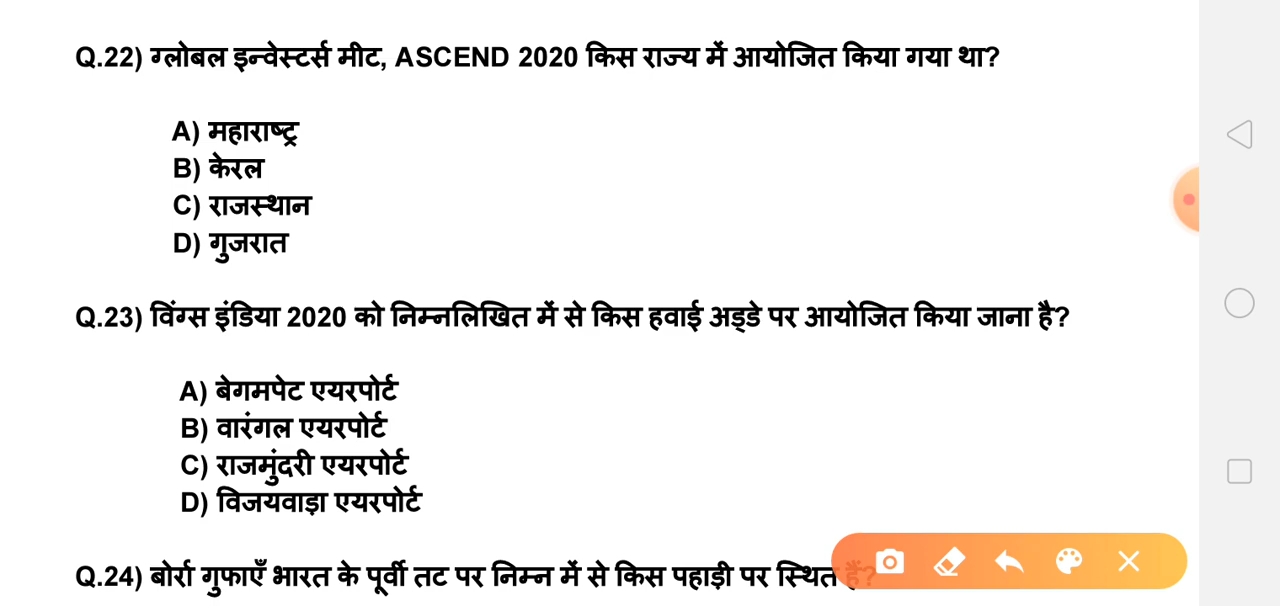 Q.22) ग्लोबल इन्वेस्टर्स मीट, ASCEND 2020 किस राज्य में आयोजित किया गया था?
A) महाराष्ट्र
B) केरल
C) राजस्थान
D) गुजरात
Q.23) विंग्स इंडिया 2020 को निम्नलिखित में से किस हवाई अड्डे पर आयोजित किया जाना है?
A) बेगमपेट एयरपोर्ट
B) वारंगल एयरपोर्ट
C) राजमुंदरी एयरपोर्ट
D) विजयवाड़ा एयरपोर्ट
Q.24) बोर्रा गुफाएँ भारत के पूर्वी तट पर निम्न में से किस पहाड़ी पर स्थित हैं?